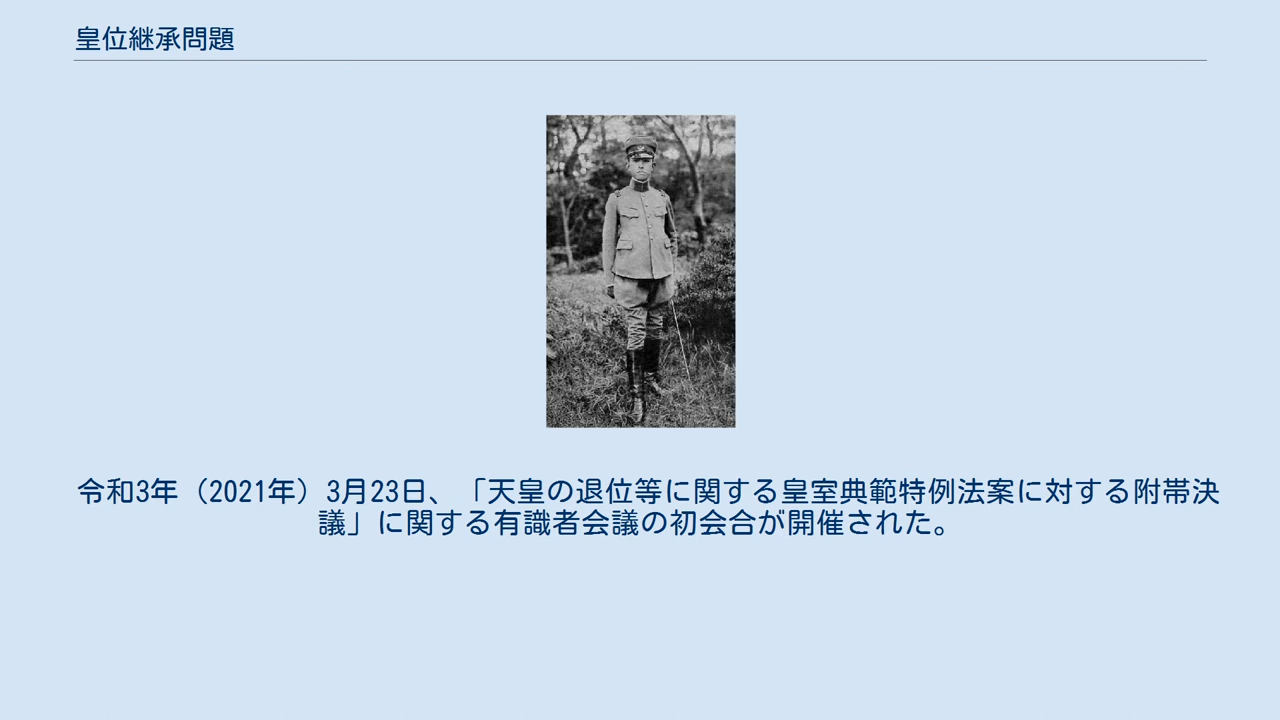 皇位継承問題
令和3年（2021年）3月23日、「天皇の退位等に関する皇室典範特例法案に対する附帯決
議」に関する有識者会議の初会合が開催された。